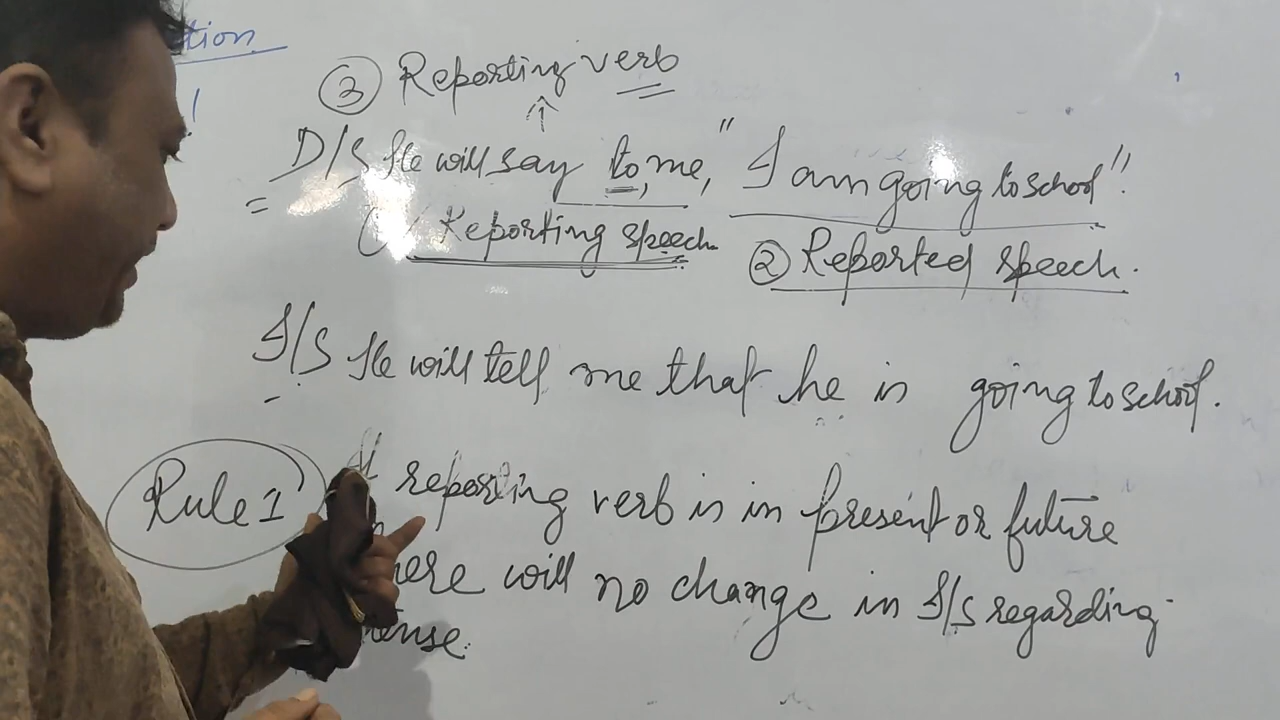 tion
③ Reporting verb
D/S He will say to, me, " I am going to school".
Reporting speech ② Reported speech.
I/S He will tell me that he is going to school.
Rule 1 If reporting verb is in present or future
here will no change in I/S regarding
tense.